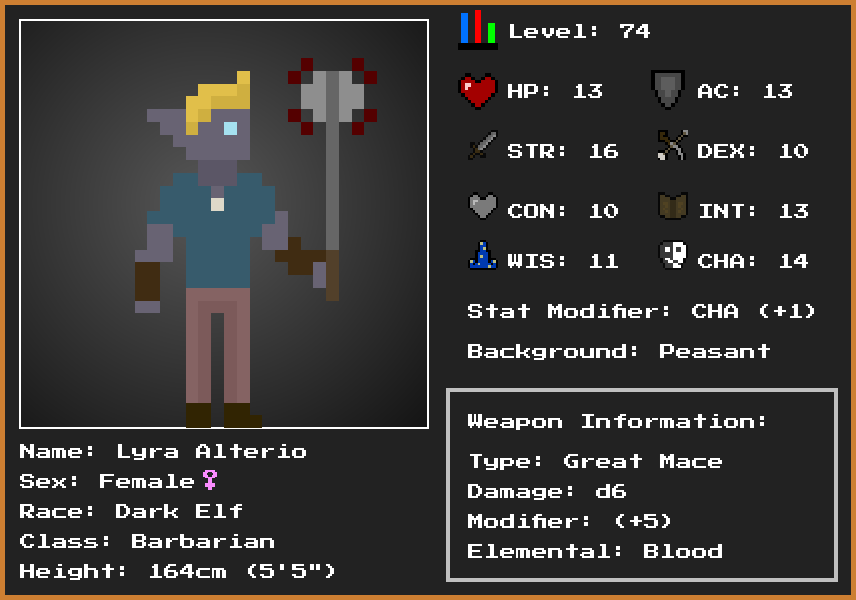 Level: 74
HP: 13 AC: 13
STR: 16 DEX: 10
CON: 10 INT: 13
WIS: 11 CHA: 14
Stat Modifier: CHA (+1)
Background: Peasant
Weapon Information:
Type: Great Mace
Damage: d6
Modifier: (+5)
Elemental: Blood
Name: Lyra Alterio
Sex: Female♀
Race: Dark Elf
Class: Barbarian
Height: 164cm (5'5")